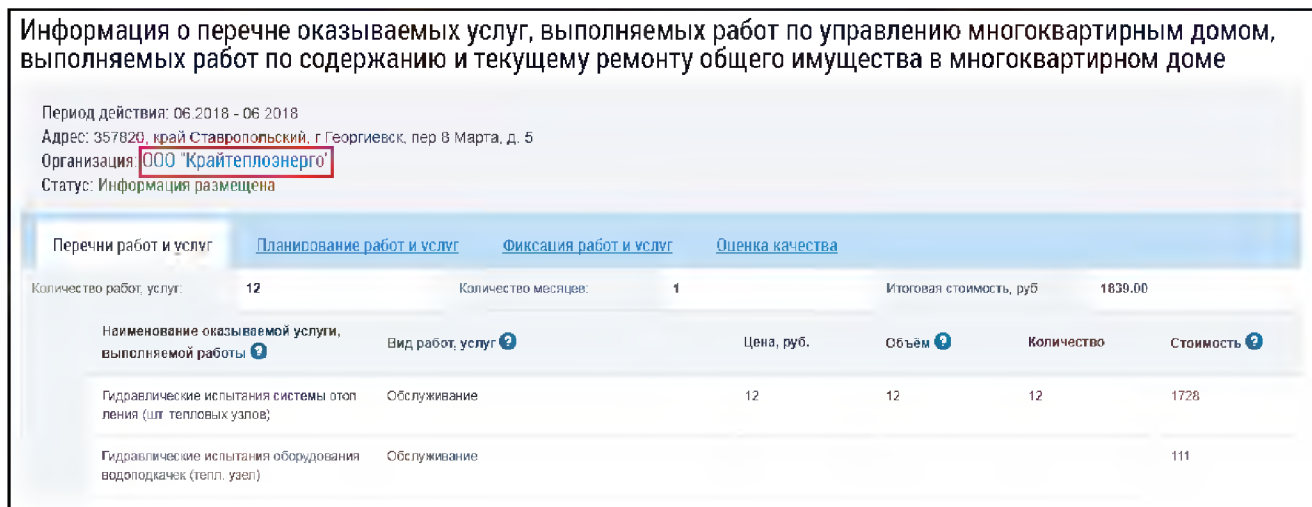 Информация о перечне оказываемых услуг, выполняемых работ по управлению многоквартирным домом,
выполняемых работ по содержанию и текущему ремонту общего имущества в многоквартирном доме
Период действия: 06.2018 - 06.2018
Адрес: 357820, край Ставропольский, г Георгиевск, пер 8 Марта, д. 5
Организация: ООО "Крайтеплоэнерго"
Статус: Информация размещена
Перечни работ и услуг Планирование работ и услуг Фиксация работ и услуг Оценка качества
Количество работ, услуг: 12 Количество месяцев: 1 Итоговая стоимость, руб 1839.00
Наименование оказываемой услуги,
выполняемой работы ? Вид работ, услуг ? Цена, руб. Объём ? Количество Стоимость ?
Гидравлические испытания системы отоп Обслуживание 12 12 12 1728
ления (шт тепловых узлов)
Гидравлические испытания оборудования Обслуживание 111
водоподкачек (тепл. узел)